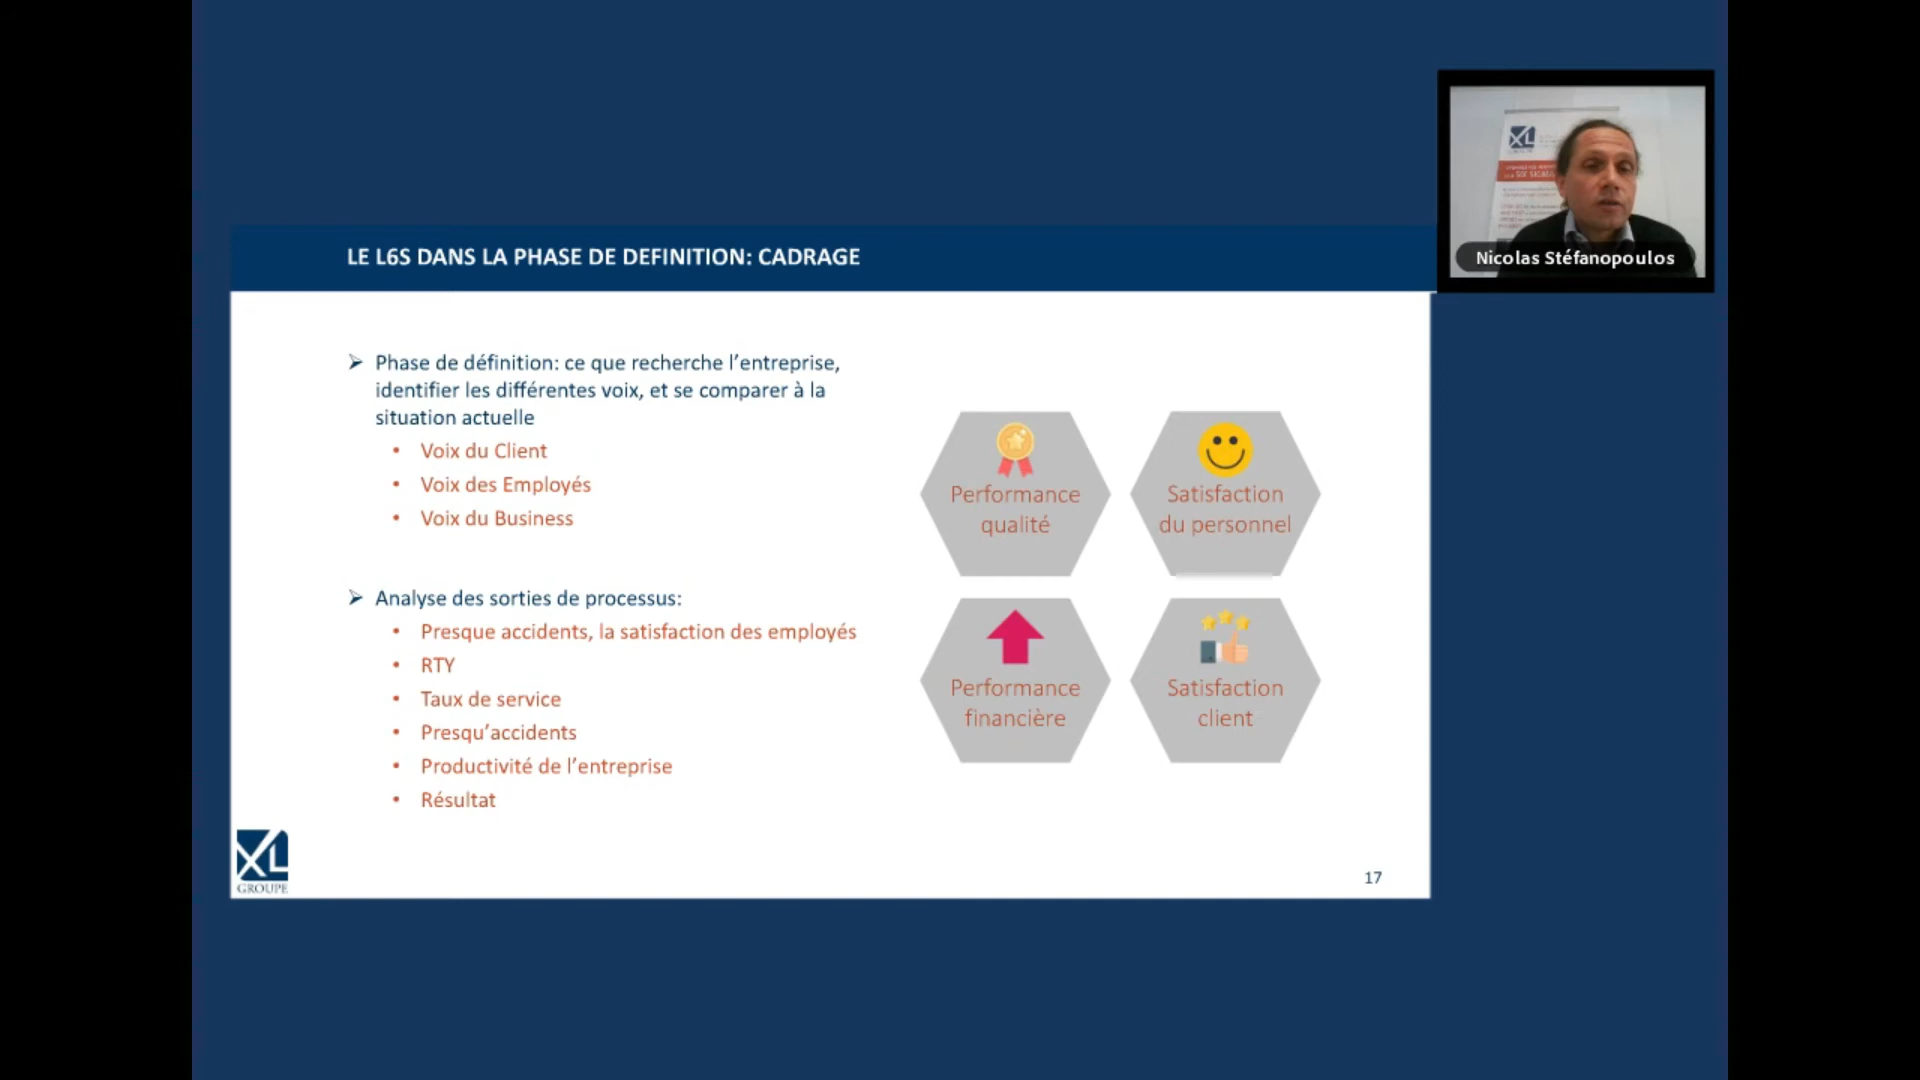 LE L6S DANS LA PHASE DE DEFINITION: CADRAGE
Phase de définition: ce que recherche l’entreprise,
identifier les différentes voix, et se comparer à la
situation actuelle
Voix du Client
Voix des Employés
Voix du Business
Analyse des sorties de processus:
Presque accidents, la satisfaction des employés
RTY
Taux de service
Presqu’accidents
Productivité de l’entreprise
Résultat
Performance
qualité
Satisfaction
du personnel
Performance
financière
Satisfaction
client
XL
GROUPE
17
XL
Nicolas Stéfanopoulos